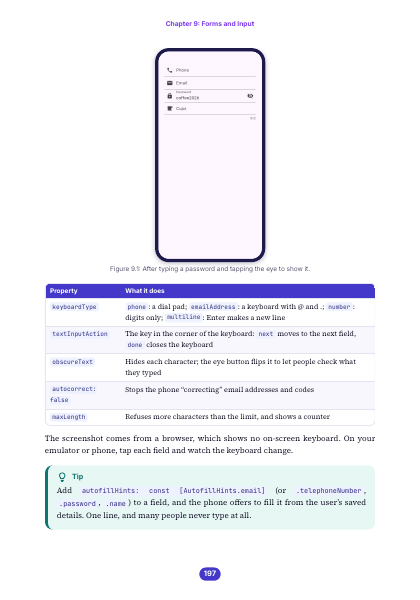 Chapter 9: Forms and Input
Phone
Email
Password
coffee2026
Cups
0/2
Figure 9.1: After typing a password and tapping the eye to show it.
Property What it does
keyboardType phone: a dial pad; emailAddress: a keyboard with @ and .; number:
digits only; multiline: Enter makes a new line
textInputAction The key in the corner of the keyboard: next moves to the next field,
done closes the keyboard
obscureText Hides each character; the eye button flips it to let people check what
they typed
autocorrect: Stops the phone “correcting” email addresses and codes
false
maxLength Refuses more characters than the limit, and shows a counter
The screenshot comes from a browser, which shows no on-screen keyboard. On your
emulator or phone, tap each field and watch the keyboard change.
Tip
Add autofillHints: const [AutofillHints.email] (or .telephoneNumber,
.password, .name) to a field, and the phone offers to fill it from the user’s saved
details. One line, and many people never type at all.
197